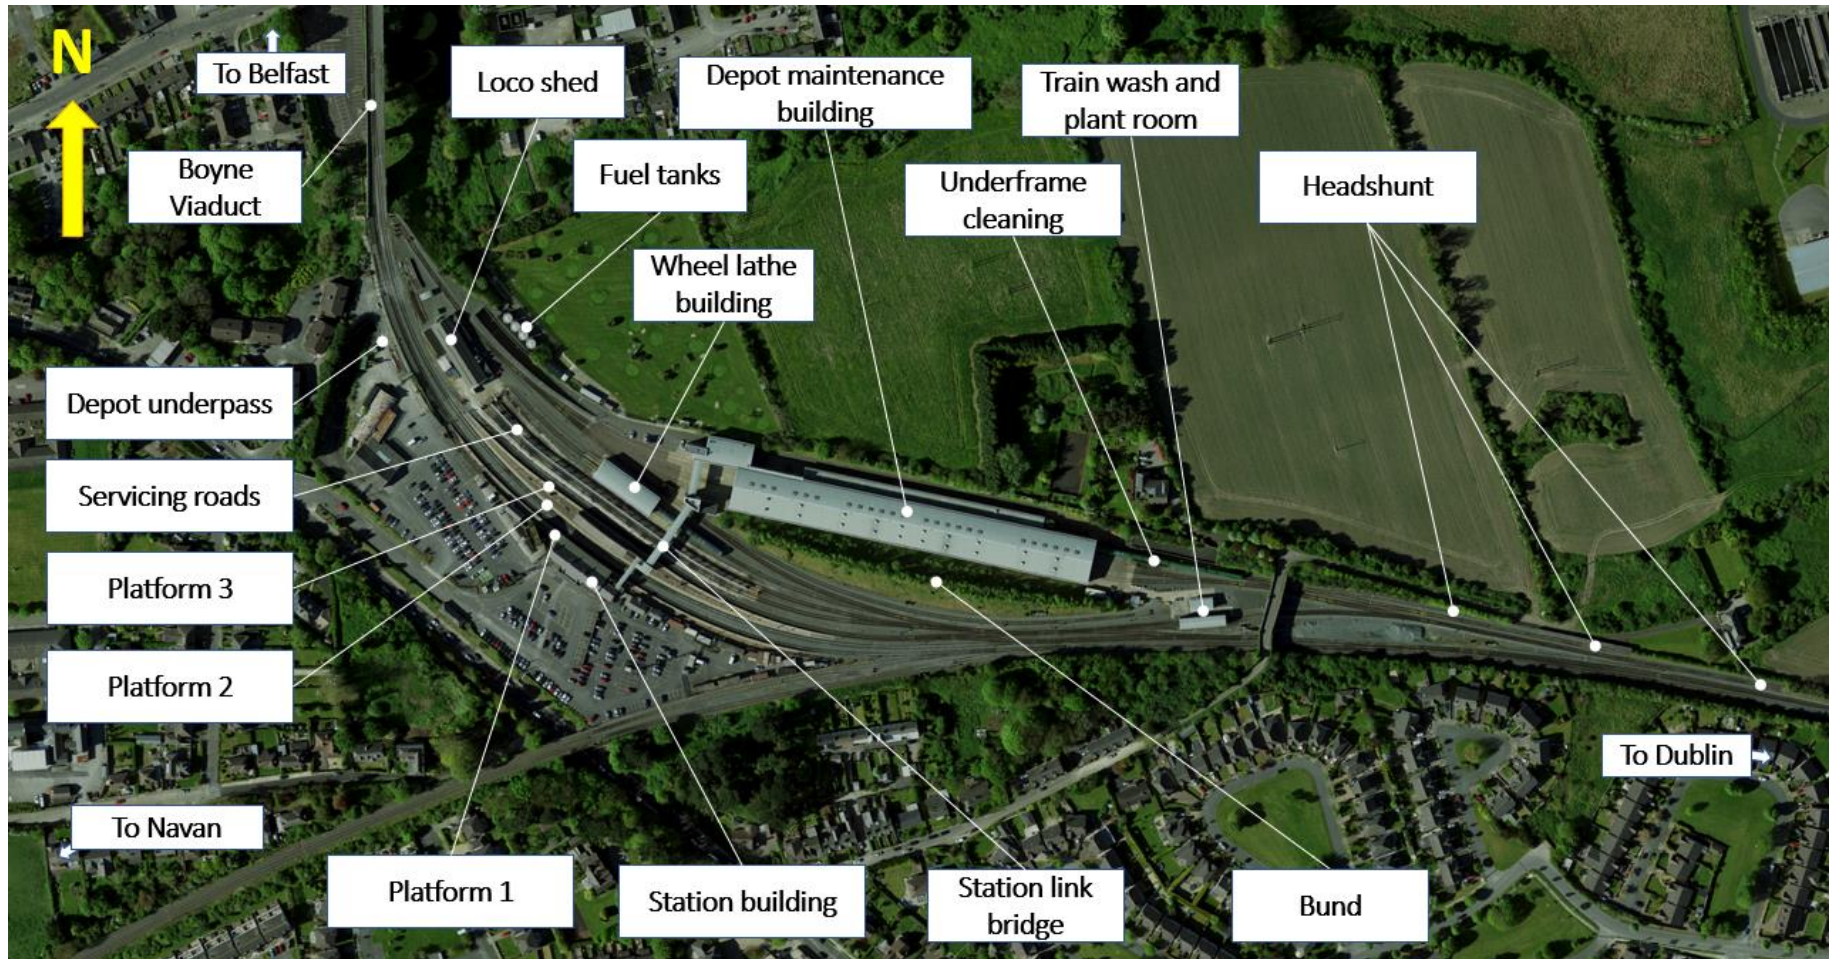 N
To Belfast
Loco shed
Depot maintenance
building
Train wash and
plant room
Boyne
Viaduct
Fuel tanks
Underframe
cleaning
Headshunt
Wheel lathe
building
Depot underpass
Servicing roads
Platform 3
Platform 2
To Dublin
To Navan
Platform 1
Station building
Station link
bridge
Bund